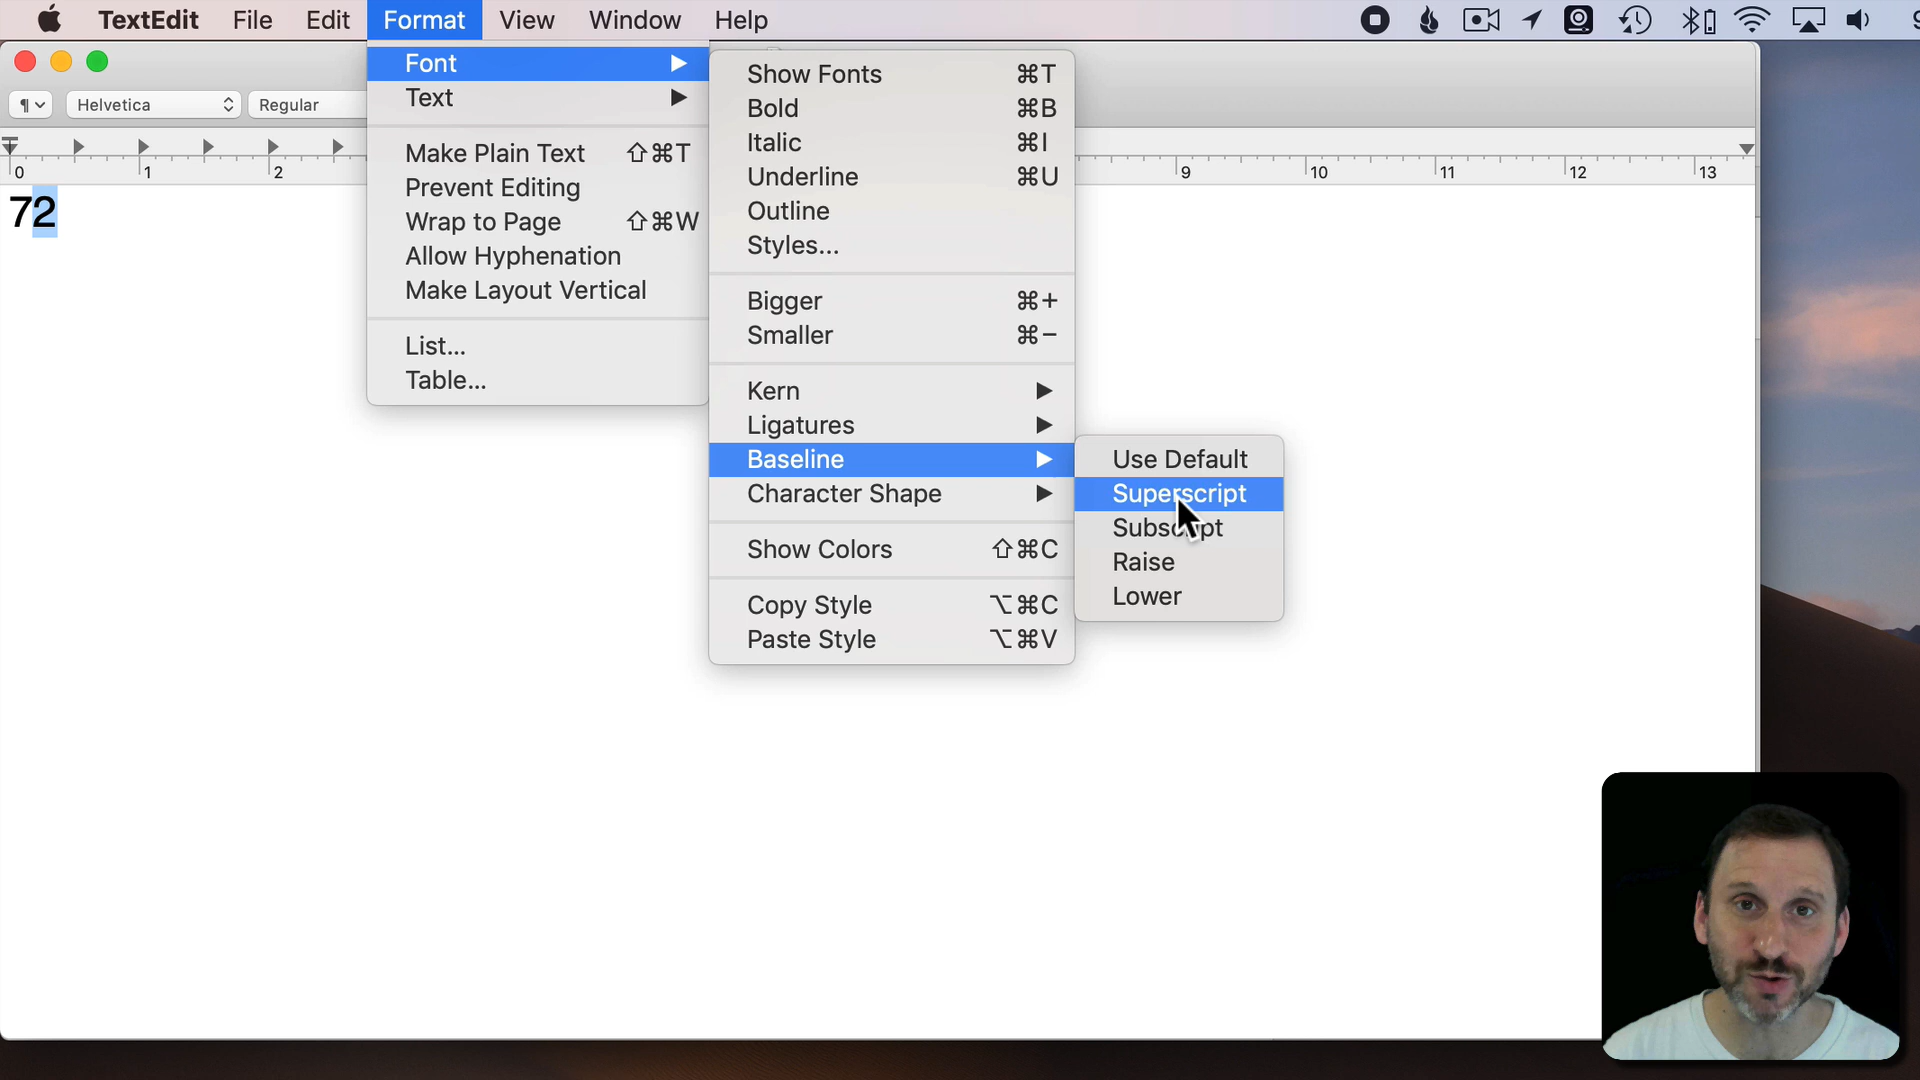 TextEdit File Edit Format View Window Help
Helvetica Regular
0 1 2 9 10 11 12 13
72
Font
Text
Make Plain Text ⇧⌘T
Prevent Editing
Wrap to Page ⇧⌘W
Allow Hyphenation
Make Layout Vertical
List...
Table...
Show Fonts ⌘T
Bold ⌘B
Italic ⌘I
Underline ⌘U
Outline
Styles...
Bigger ⌘+
Smaller ⌘−
Kern
Ligatures
Baseline
Character Shape
Show Colors ⇧⌘C
Copy Style ⌥⌘C
Paste Style ⌥⌘V
Use Default
Superscript
Subscript
Raise
Lower